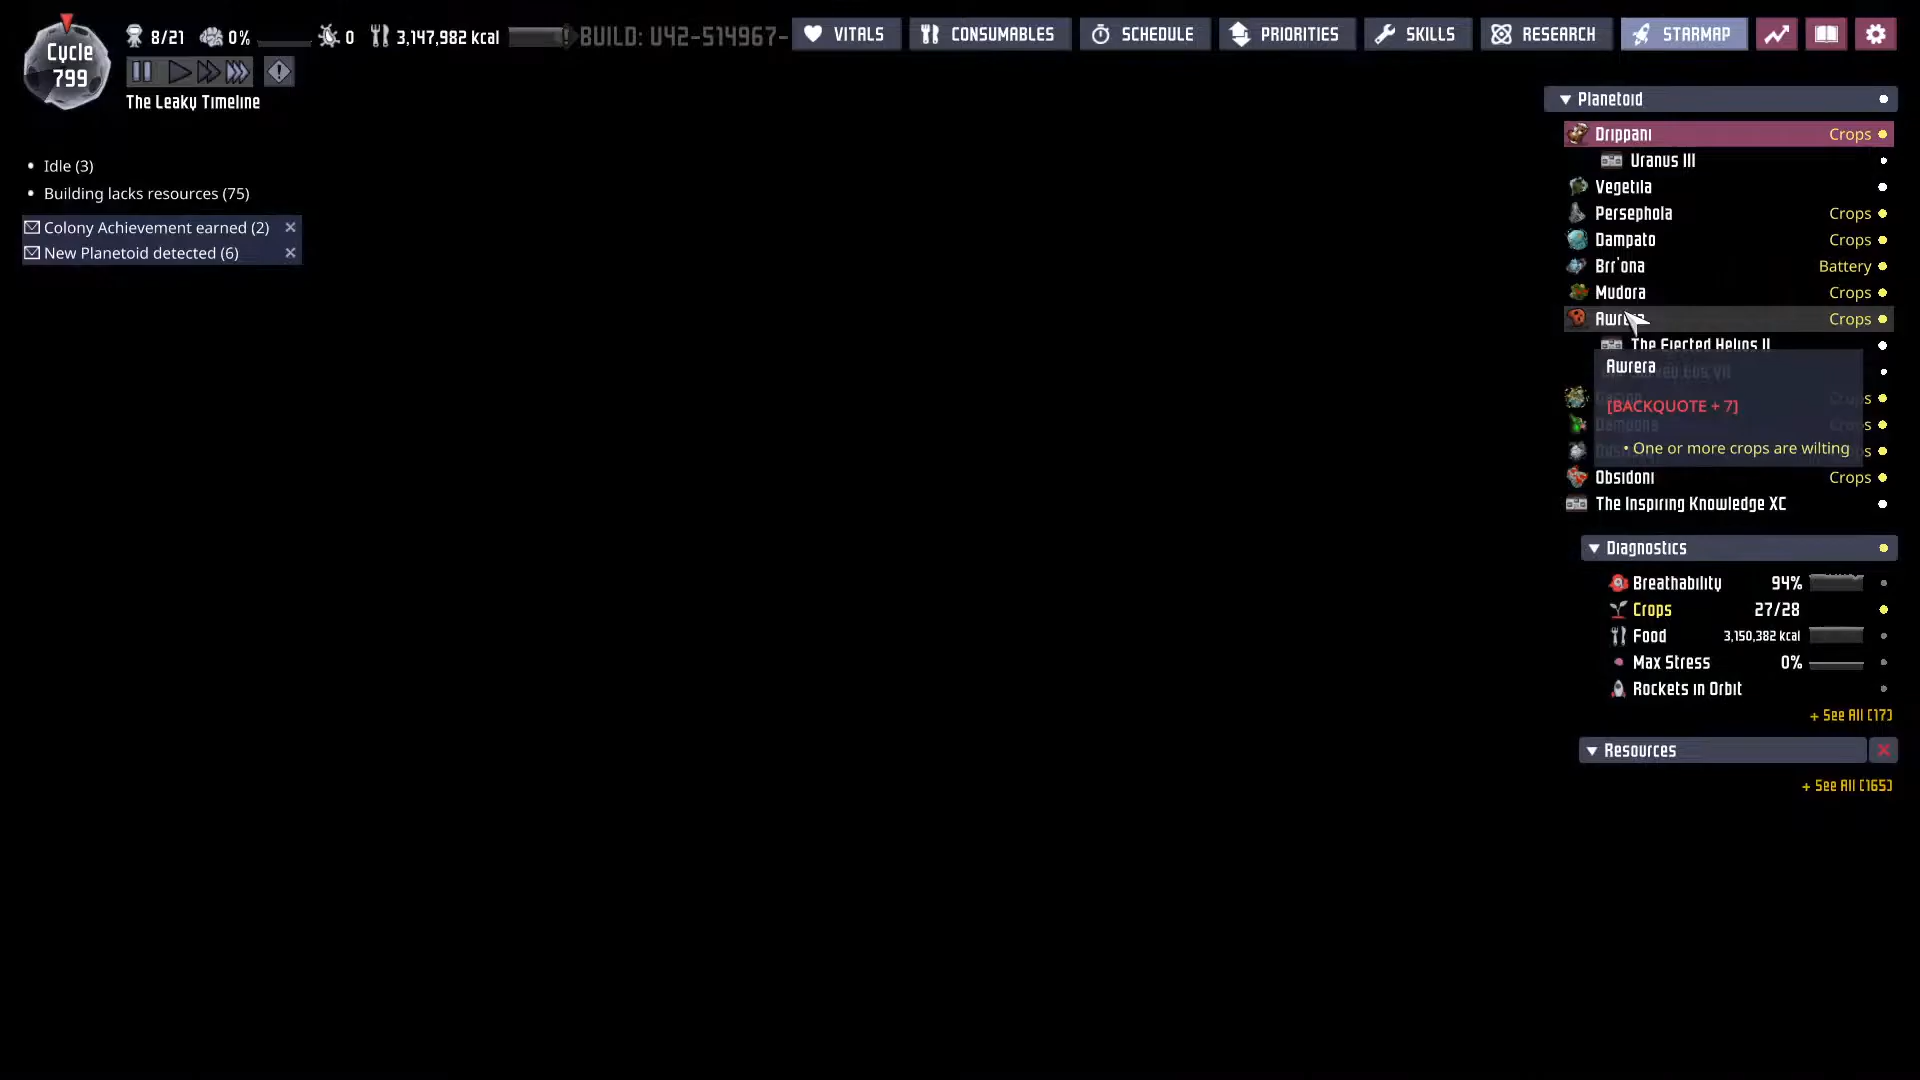 Cycle
799
8/21
0%
0
3,147,982 kcal
BUILD: U42-514967-
VITALS
CONSUMABLES
SCHEDULE
PRIORITIES
SKILLS
RESEARCH
STARMAP
The Leaky Timeline
Idle (3)
Building lacks resources (75)
Colony Achievement earned (2)
New Planetoid detected (6)
Planetoid
Drippani Crops
Uranus III
Vegetila
Persephola Crops
Dampato Crops
Brr'ona Battery
Mudora Crops
Awrera Crops
The Ejected Helios II
Awrera
[BACKQUOTE + 7]
• One or more crops are wilting
Obsidoni Crops
The Inspiring Knowledge XC
Diagnostics
Breathability 94%
Crops 27/28
Food 3,150,382 kcal
Max Stress 0%
Rockets in Orbit
+ See All (17)
Resources
+ See All (165)